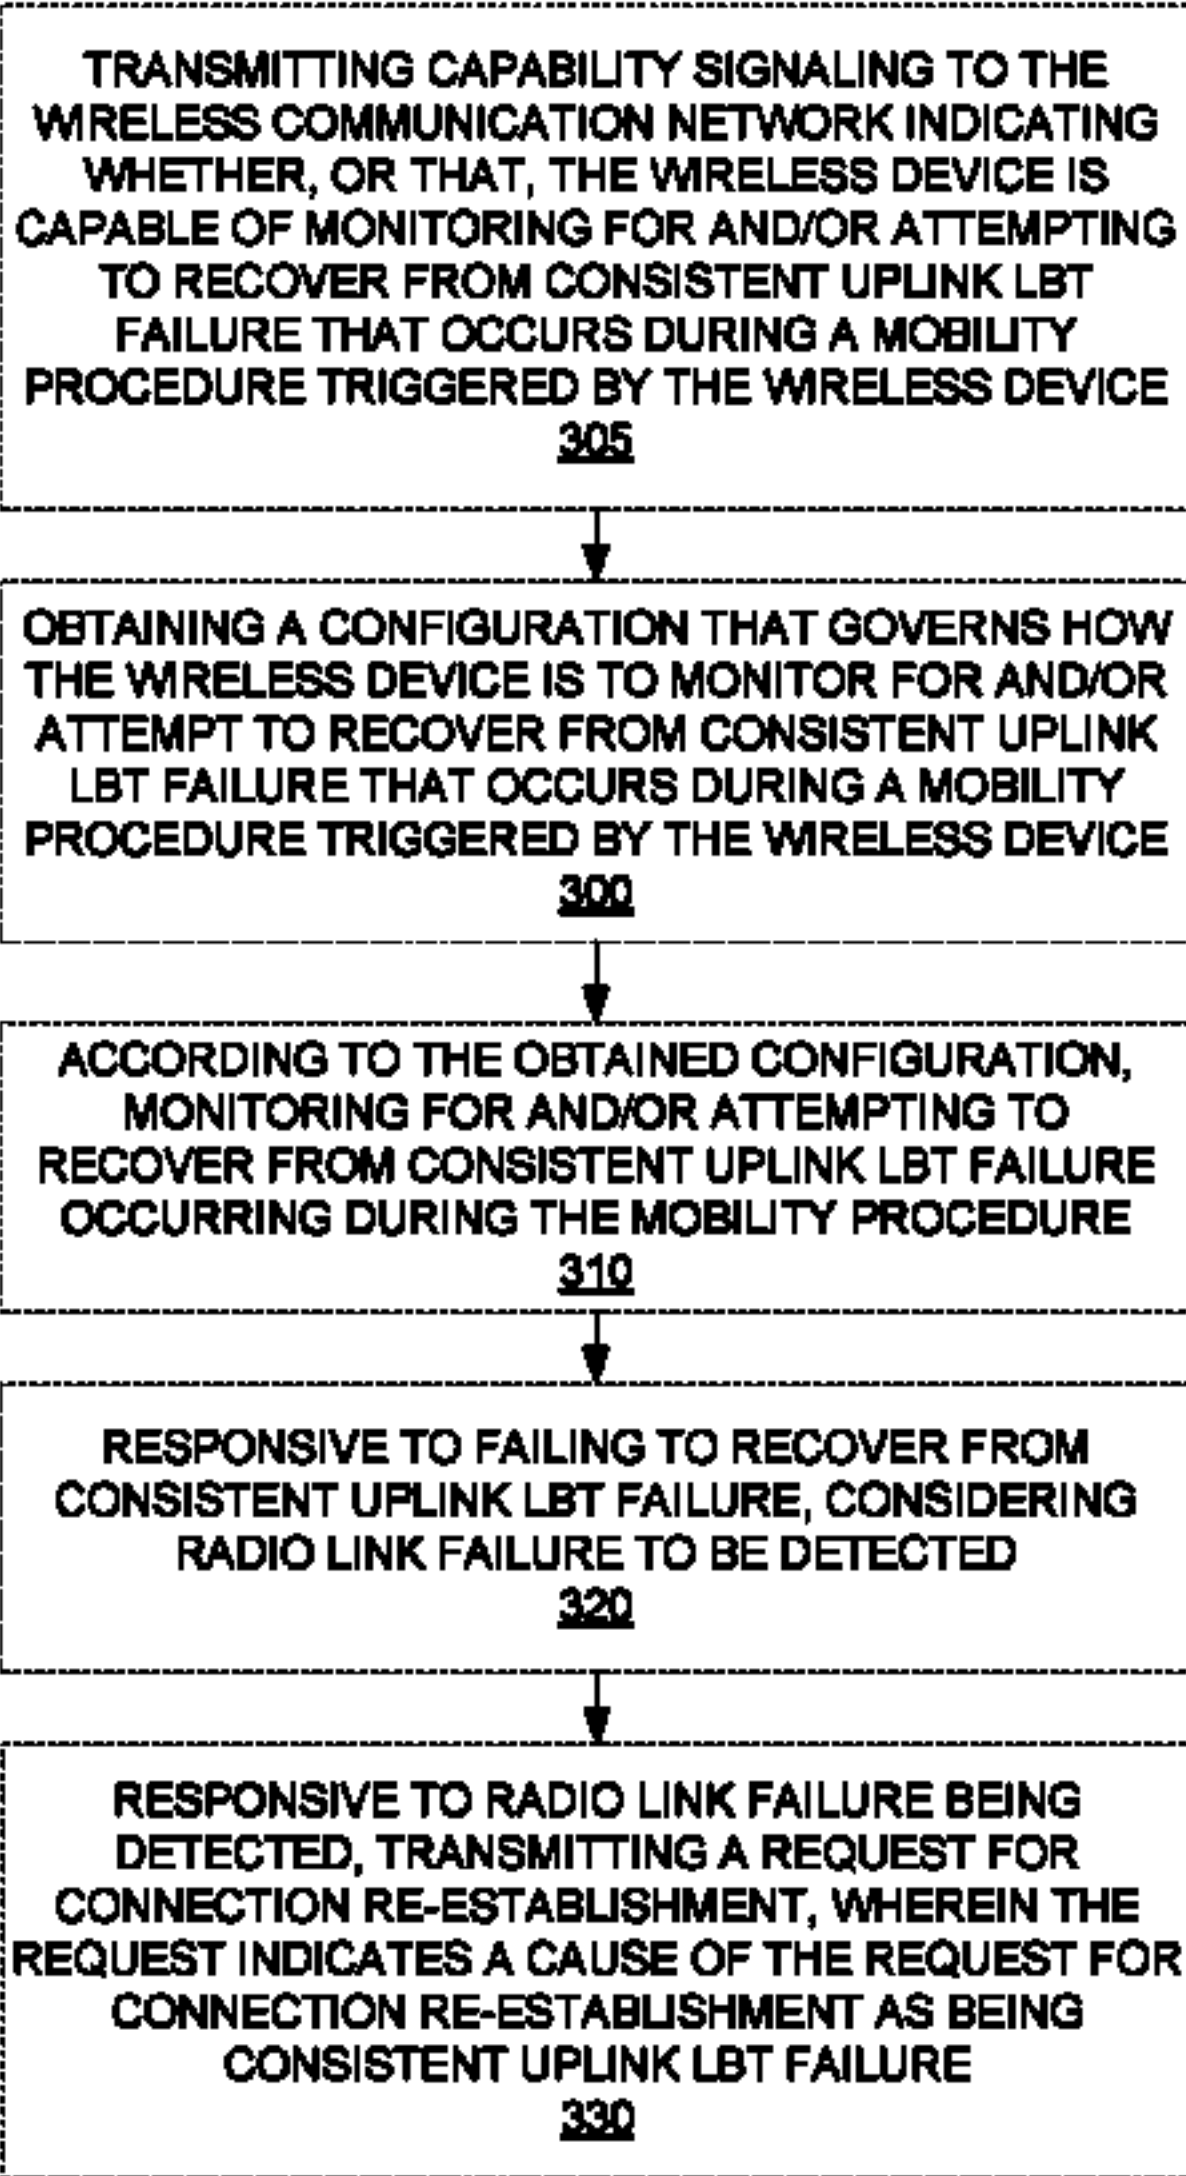 TRANSMITTING CAPABILITY SIGNALING TO THE
WIRELESS COMMUNICATION NETWORK INDICATING
WHETHER, OR THAT, THE WIRELESS DEVICE IS
CAPABLE OF MONITORING FOR AND/OR ATTEMPTING
TO RECOVER FROM CONSISTENT UPLINK LBT
FAILURE THAT OCCURS DURING A MOBILITY
PROCEDURE TRIGGERED BY THE WIRELESS DEVICE
305
OBTAINING A CONFIGURATION THAT GOVERNS HOW
THE WIRELESS DEVICE IS TO MONITOR FOR AND/OR
ATTEMPT TO RECOVER FROM CONSISTENT UPLINK
LBT FAILURE THAT OCCURS DURING A MOBILITY
PROCEDURE TRIGGERED BY THE WIRELESS DEVICE
300
ACCORDING TO THE OBTAINED CONFIGURATION,
MONITORING FOR AND/OR ATTEMPTING TO
RECOVER FROM CONSISTENT UPLINK LBT FAILURE
OCCURRING DURING THE MOBILITY PROCEDURE
310
RESPONSIVE TO FAILING TO RECOVER FROM
CONSISTENT UPLINK LBT FAILURE, CONSIDERING
RADIO LINK FAILURE TO BE DETECTED
320
RESPONSIVE TO RADIO LINK FAILURE BEING
DETECTED, TRANSMITTING A REQUEST FOR
CONNECTION RE-ESTABLISHMENT, WHEREIN THE
REQUEST INDICATES A CAUSE OF THE REQUEST FOR
CONNECTION RE-ESTABLISHMENT AS BEING
CONSISTENT UPLINK LBT FAILURE
330